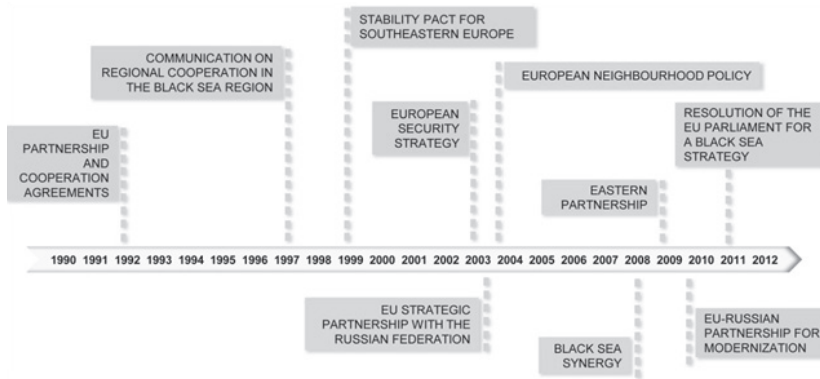 STABILITY PACT FOR
SOUTHEASTERN EUROPE
COMMUNICATION ON
REGIONAL COOPERATION IN
THE BLACK SEA REGION
EUROPEAN NEIGHBOURHOOD POLICY
EUROPEAN
SECURITY
STRATEGY
RESOLUTION OF THE
EU PARLIAMENT FOR
A BLACK SEA
STRATEGY
EU
PARTNERSHIP
AND
COOPERATION
AGREEMENTS
EASTERN
PARTNERSHIP
1990 1991 1992 1993 1994 1995 1996 1997 1998 1999 2000 2001 2002 2003 2004 2005 2006 2007 2008 2009 2010 2011 2012
EU STRATEGIC
PARTNERSHIP WITH THE
RUSSIAN FEDERATION
BLACK SEA
SYNERGY
EU-RUSSIAN
PARTNERSHIP FOR
MODERNIZATION